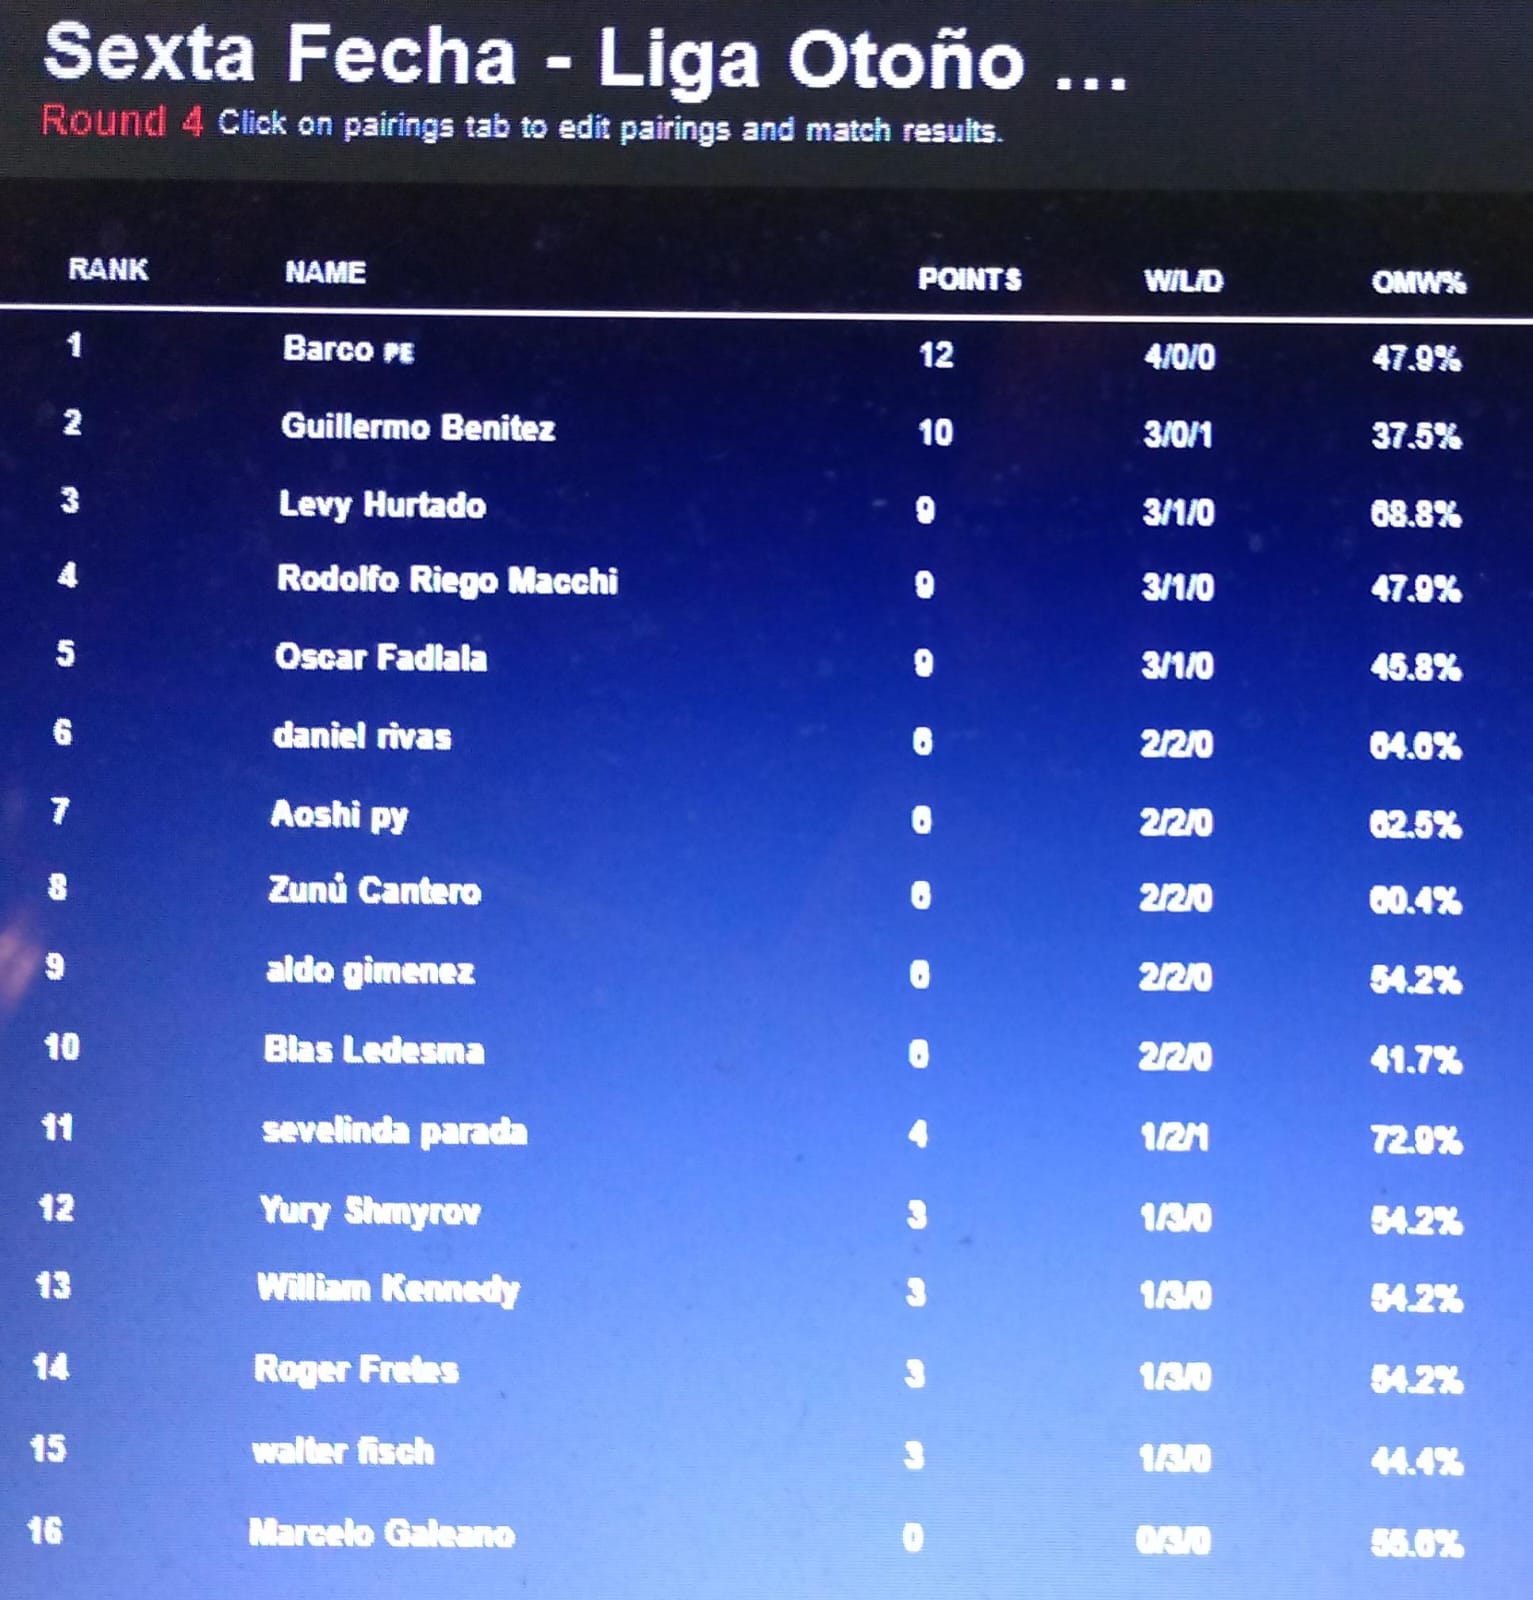 Sexta Fecha - Liga Otoño ...
Round 4 Click on pairings tab to edit pairings and match results.
RANK NAME POINTS W/L/D OMW%
1 Barco PE 12 4/0/0 47.9%
2 Guillermo Benitez 10 3/0/1 37.5%
3 Levy Hurtado 9 3/1/0 68.8%
4 Rodolfo Riego Macchi 9 3/1/0 47.9%
5 Oscar Fadlala 9 3/1/0 45.8%
6 daniel rivas 6 2/2/0 64.6%
7 Aoshi py 6 2/2/0 62.5%
8 Zunú Cantero 6 2/2/0 60.4%
9 aldo gimenez 6 2/2/0 54.2%
10 Blas Ledesma 6 2/2/0 41.7%
11 sevelinda parada 4 1/2/1 72.9%
12 Yury Shmyrov 3 1/3/0 54.2%
13 William Kennedy 3 1/3/0 54.2%
14 Roger Fretes 3 1/3/0 54.2%
15 walter fisch 3 1/3/0 44.4%
16 Marcelo Galeano 0 0/3/0 55.6%